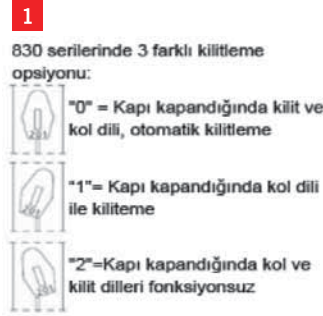 1
830 serilerinde 3 farklı kilitleme
opsiyonu:
"0" = Kapı kapandığında kilit ve
kol dili, otomatik kilitleme
"1"= Kapı kapandığında kol dili
ile kiliteme
"2"=Kapı kapandığında kol ve
kilit dilleri fonksiyonsuz